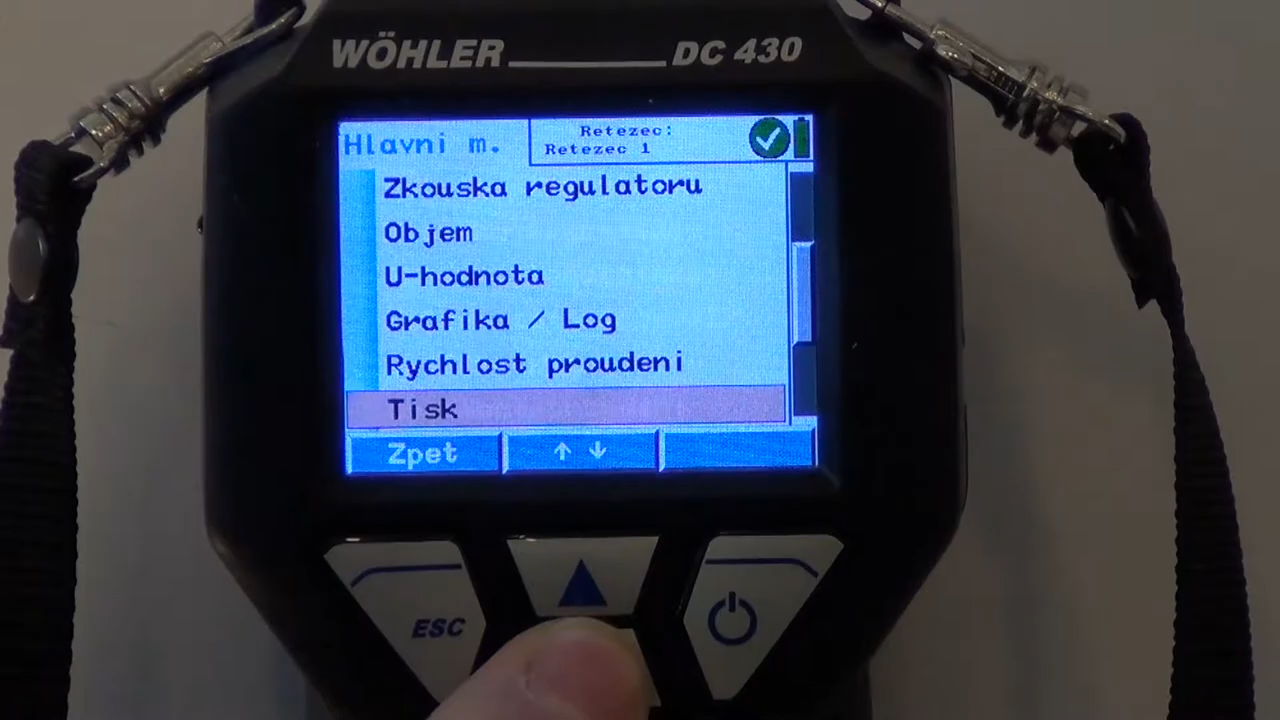 WÖHLER DC 430
Hlavni m.
Retezec:
Retezec 1
Zkouska regulatoru
Objem
U-hodnota
Grafika / Log
Rychlost proudeni
Tisk
Zpet ↑ ↓
ESC